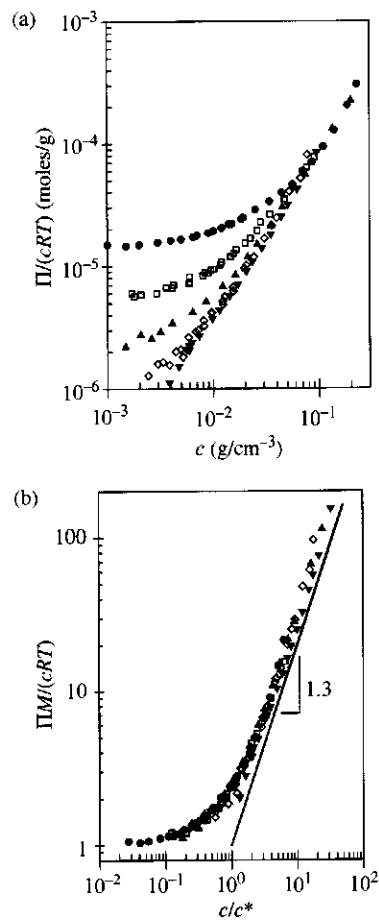 (a)
10⁻³
10⁻⁴
10⁻⁵
10⁻⁶
Π/(cRT) (moles/g)
10⁻³ 10⁻² 10⁻¹
c (g/cm⁻³)
(b)
100
10
1
ΠM/(cRT)
1.3
10⁻² 10⁻¹ 10⁰ 10¹ 10²
c/c*